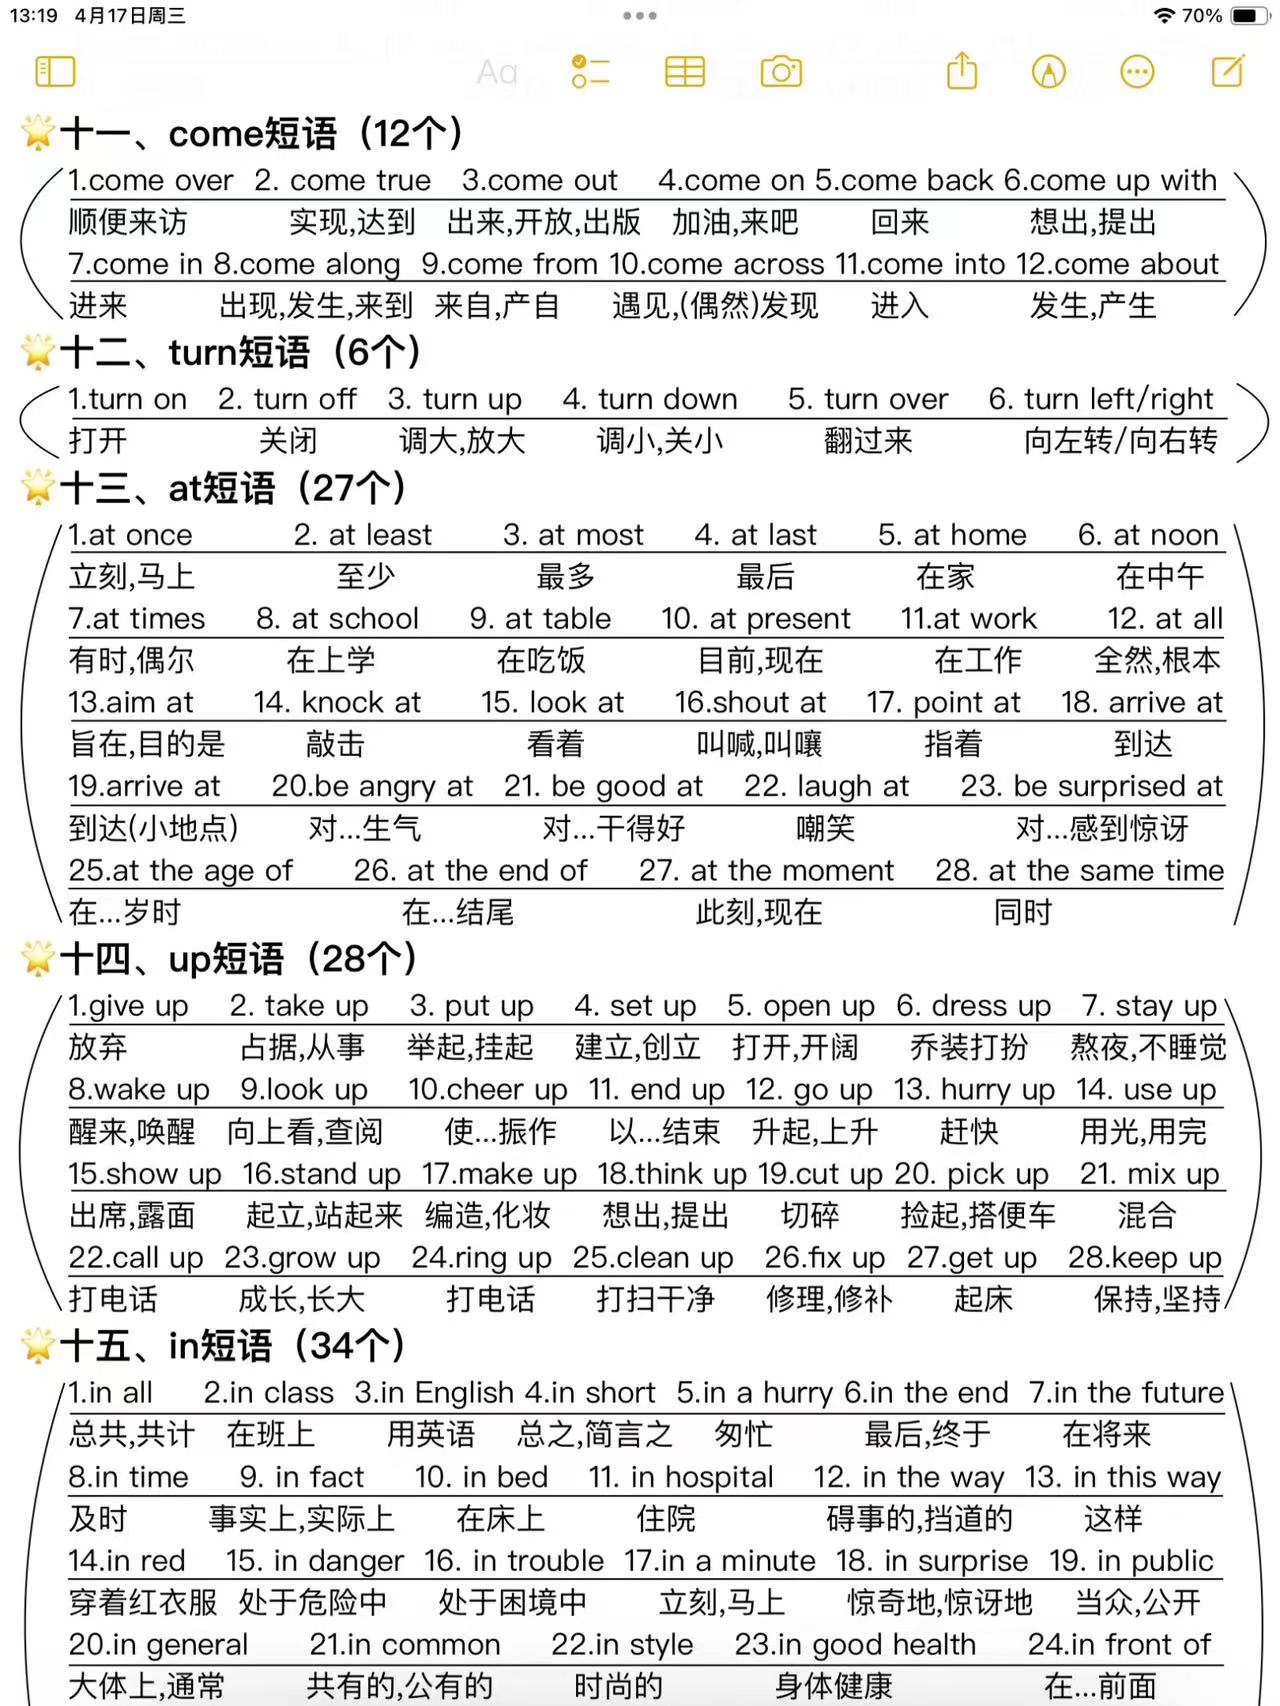 13:19 4月17日周三
70%
Aa
🌟十一、come短语（12个）
1.come over 2. come true 3.come out 4.come on 5.come back 6.come up with
顺便来访 实现,达到 出来,开放,出版 加油,来吧 回来 想出,提出
7.come in 8.come along 9.come from 10.come across 11.come into 12.come about
进来 出现,发生,来到 来自,产自 遇见,(偶然)发现 进入 发生,产生
🌟十二、turn短语（6个）
1.turn on 2. turn off 3. turn up 4. turn down 5. turn over 6. turn left/right
打开 关闭 调大,放大 调小,关小 翻过来 向左转/向右转
🌟十三、at短语（27个）
1.at once 2. at least 3. at most 4. at last 5. at home 6. at noon
立刻,马上 至少 最多 最后 在家 在中午
7.at times 8. at school 9. at table 10. at present 11.at work 12. at all
有时,偶尔 在上学 在吃饭 目前,现在 在工作 全然,根本
13.aim at 14. knock at 15. look at 16.shout at 17. point at 18. arrive at
旨在,目的是 敲击 看着 叫喊,叫嚷 指着 到达
19.arrive at 20.be angry at 21. be good at 22. laugh at 23. be surprised at
到达(小地点) 对...生气 对...干得好 嘲笑 对...感到惊讶
25.at the age of 26. at the end of 27. at the moment 28. at the same time
在...岁时 在...结尾 此刻,现在 同时
🌟十四、up短语（28个）
1.give up 2. take up 3. put up 4. set up 5. open up 6. dress up 7. stay up
放弃 占据,从事 举起,挂起 建立,创立 打开,开阔 乔装打扮 熬夜,不睡觉
8.wake up 9.look up 10.cheer up 11. end up 12. go up 13. hurry up 14. use up
醒来,唤醒 向上看,查阅 使...振作 以...结束 升起,上升 赶快 用光,用完
15.show up 16.stand up 17.make up 18.think up 19.cut up 20. pick up 21. mix up
出席,露面 起立,站起来 编造,化妆 想出,提出 切碎 捡起,搭便车 混合
22.call up 23.grow up 24.ring up 25.clean up 26.fix up 27.get up 28.keep up
打电话 成长,长大 打电话 打扫干净 修理,修补 起床 保持,坚持
🌟十五、in短语（34个）
1.in all 2.in class 3.in English 4.in short 5.in a hurry 6.in the end 7.in the future
总共,共计 在班上 用英语 总之,简言之 匆忙 最后,终于 在将来
8.in time 9. in fact 10. in bed 11. in hospital 12. in the way 13. in this way
及时 事实上,实际上 在床上 住院 碍事的,挡道的 这样
14.in red 15. in danger 16. in trouble 17.in a minute 18. in surprise 19. in public
穿着红衣服 处于危险中 处于困境中 立刻,马上 惊奇地,惊讶地 当众,公开
20.in general 21.in common 22.in style 23.in good health 24.in front of
大体上,通常 共有的,公有的 时尚的 身体健康 在...前面